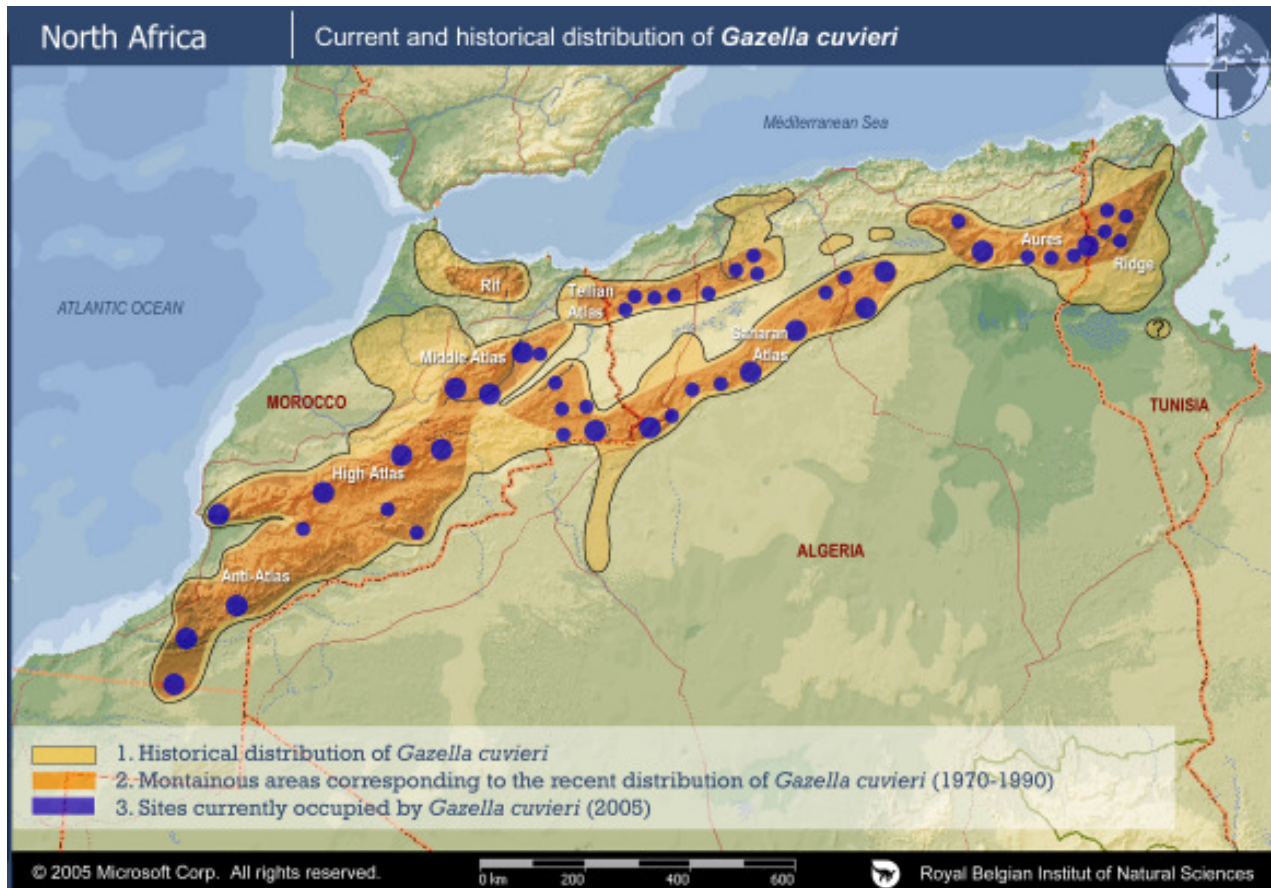 North Africa
Current and historical distribution of Gazella cuvieri
Méditerranean Sea
ATLANTIC OCEAN
Rif
Tellian
Atlas
Aures
Ridge
?
Middle Atlas
Saharan
Atlas
MOROCCO
TUNISIA
High Atlas
ALGERIA
Anti-Atlas
1. Historical distribution of Gazella cuvieri
2. Montainous areas corresponding to the recent distribution of Gazella cuvieri (1970-1990)
3. Sites currently occupied by Gazella cuvieri (2005)
© 2005 Microsoft Corp. All rights reserved.
0 km 200 400 600
Royal Belgian Institut of Natural Sciences